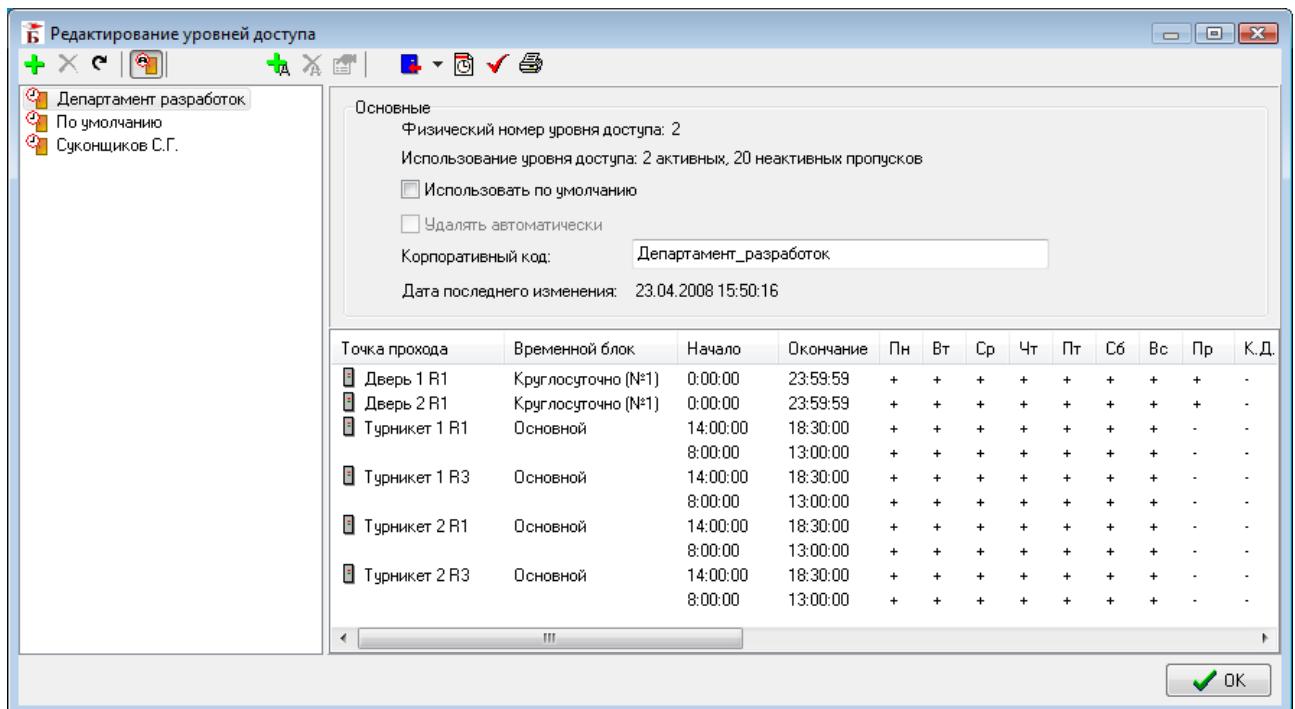 Редактирование уровней доступа
Департамент разработок
По умолчанию
Суконщиков С.Г.
Основные
Физический номер уровня доступа: 2
Использование уровня доступа: 2 активных, 20 неактивных пропусков
Использовать по умолчанию
Удалять автоматически
Корпоративный код: Департамент_разработок
Дата последнего изменения: 23.04.2008 15:50:16
Точка прохода Временной блок Начало Окончание Пн Вт Ср Чт Пт Сб Вс Пр К.Д.
Дверь 1 R1 Круглосуточно (№1) 0:00:00 23:59:59 + + + + + + + + -
Дверь 2 R1 Круглосуточно (№1) 0:00:00 23:59:59 + + + + + + + + -
Турникет 1 R1 Основной 14:00:00 18:30:00 + + + + + + + - -
8:00:00 13:00:00 + + + + + + + - -
Турникет 1 R3 Основной 14:00:00 18:30:00 + + + + + + + - -
8:00:00 13:00:00 + + + + + + + - -
Турникет 2 R1 Основной 14:00:00 18:30:00 + + + + + + + - -
8:00:00 13:00:00 + + + + + + + - -
Турникет 2 R3 Основной 14:00:00 18:30:00 + + + + + + + - -
8:00:00 13:00:00 + + + + + + + - -
OK